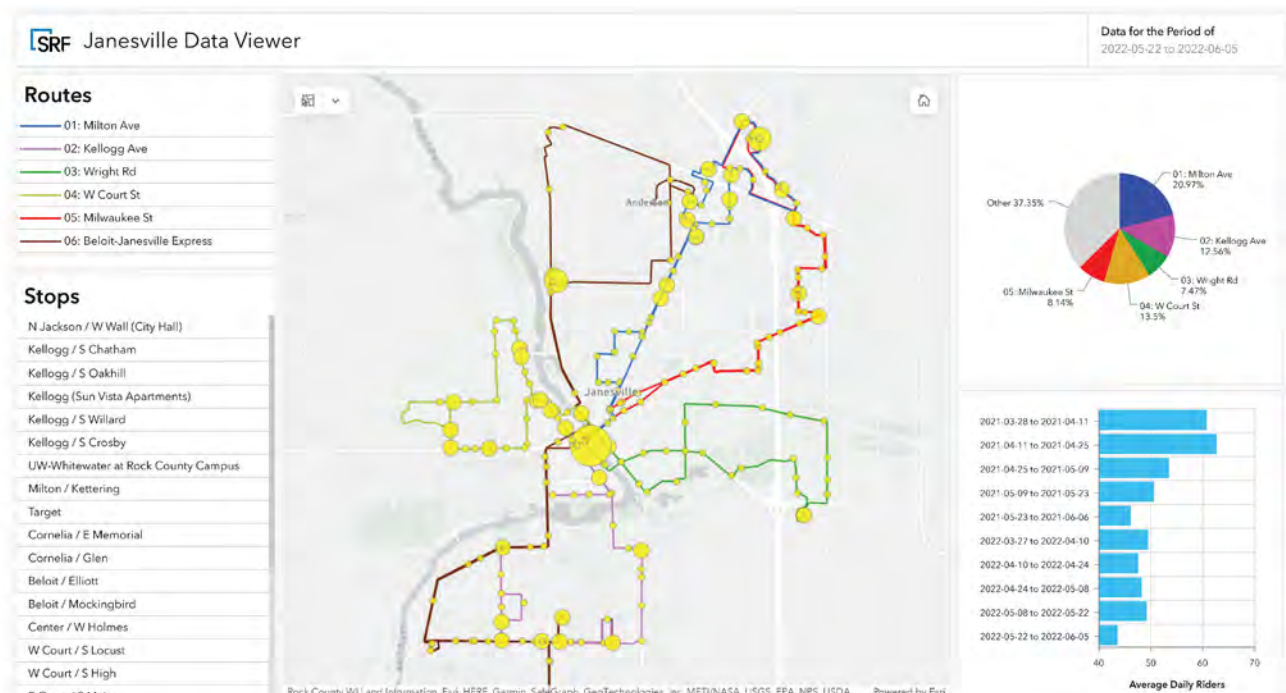 SRF Janesville Data Viewer
Data for the Period of
2022-05-22 to 2022-06-05
Routes
01: Milton Ave
02: Kellogg Ave
03: Wright Rd
04: W Court St
05: Milwaukee St
06: Beloit-Janesville Express
Stops
N Jackson / W Wall (City Hall)
Kellogg / S Chatham
Kellogg / S Oakhill
Kellogg (Sun Vista Apartments)
Kellogg / S Willard
Kellogg / S Crosby
UW-Whitewater at Rock County Campus
Milton / Kettering
Target
Cornelia / E Memorial
Cornelia / Glen
Beloit / Elliott
Beloit / Mockingbird
Center / W Holmes
W Court / S Locust
W Court / S High
Janesville
Powered by Esri
01: Milton Ave
20.97%
Other 37.35%
02: Kellogg Ave
12.56%
03: Wright Rd
7.47%
05: Milwaukee St
8.14%
04: W Court St
13.5%
2021-03-28 to 2021-04-11
2021-04-11 to 2021-04-25
2021-04-25 to 2021-05-09
2021-05-09 to 2021-05-23
2021-05-23 to 2021-06-06
2022-03-27 to 2022-04-10
2022-04-10 to 2022-04-24
2022-04-24 to 2022-05-08
2022-05-08 to 2022-05-22
2022-05-22 to 2022-06-05
40 50 60 70
Average Daily Riders